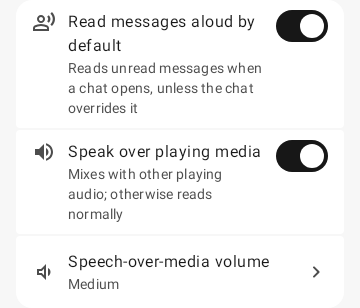 Read messages aloud by
default
Reads unread messages when
a chat opens, unless the chat
overrides it
Speak over playing media
Mixes with other playing
audio; otherwise reads
normally
Speech-over-media volume
Medium